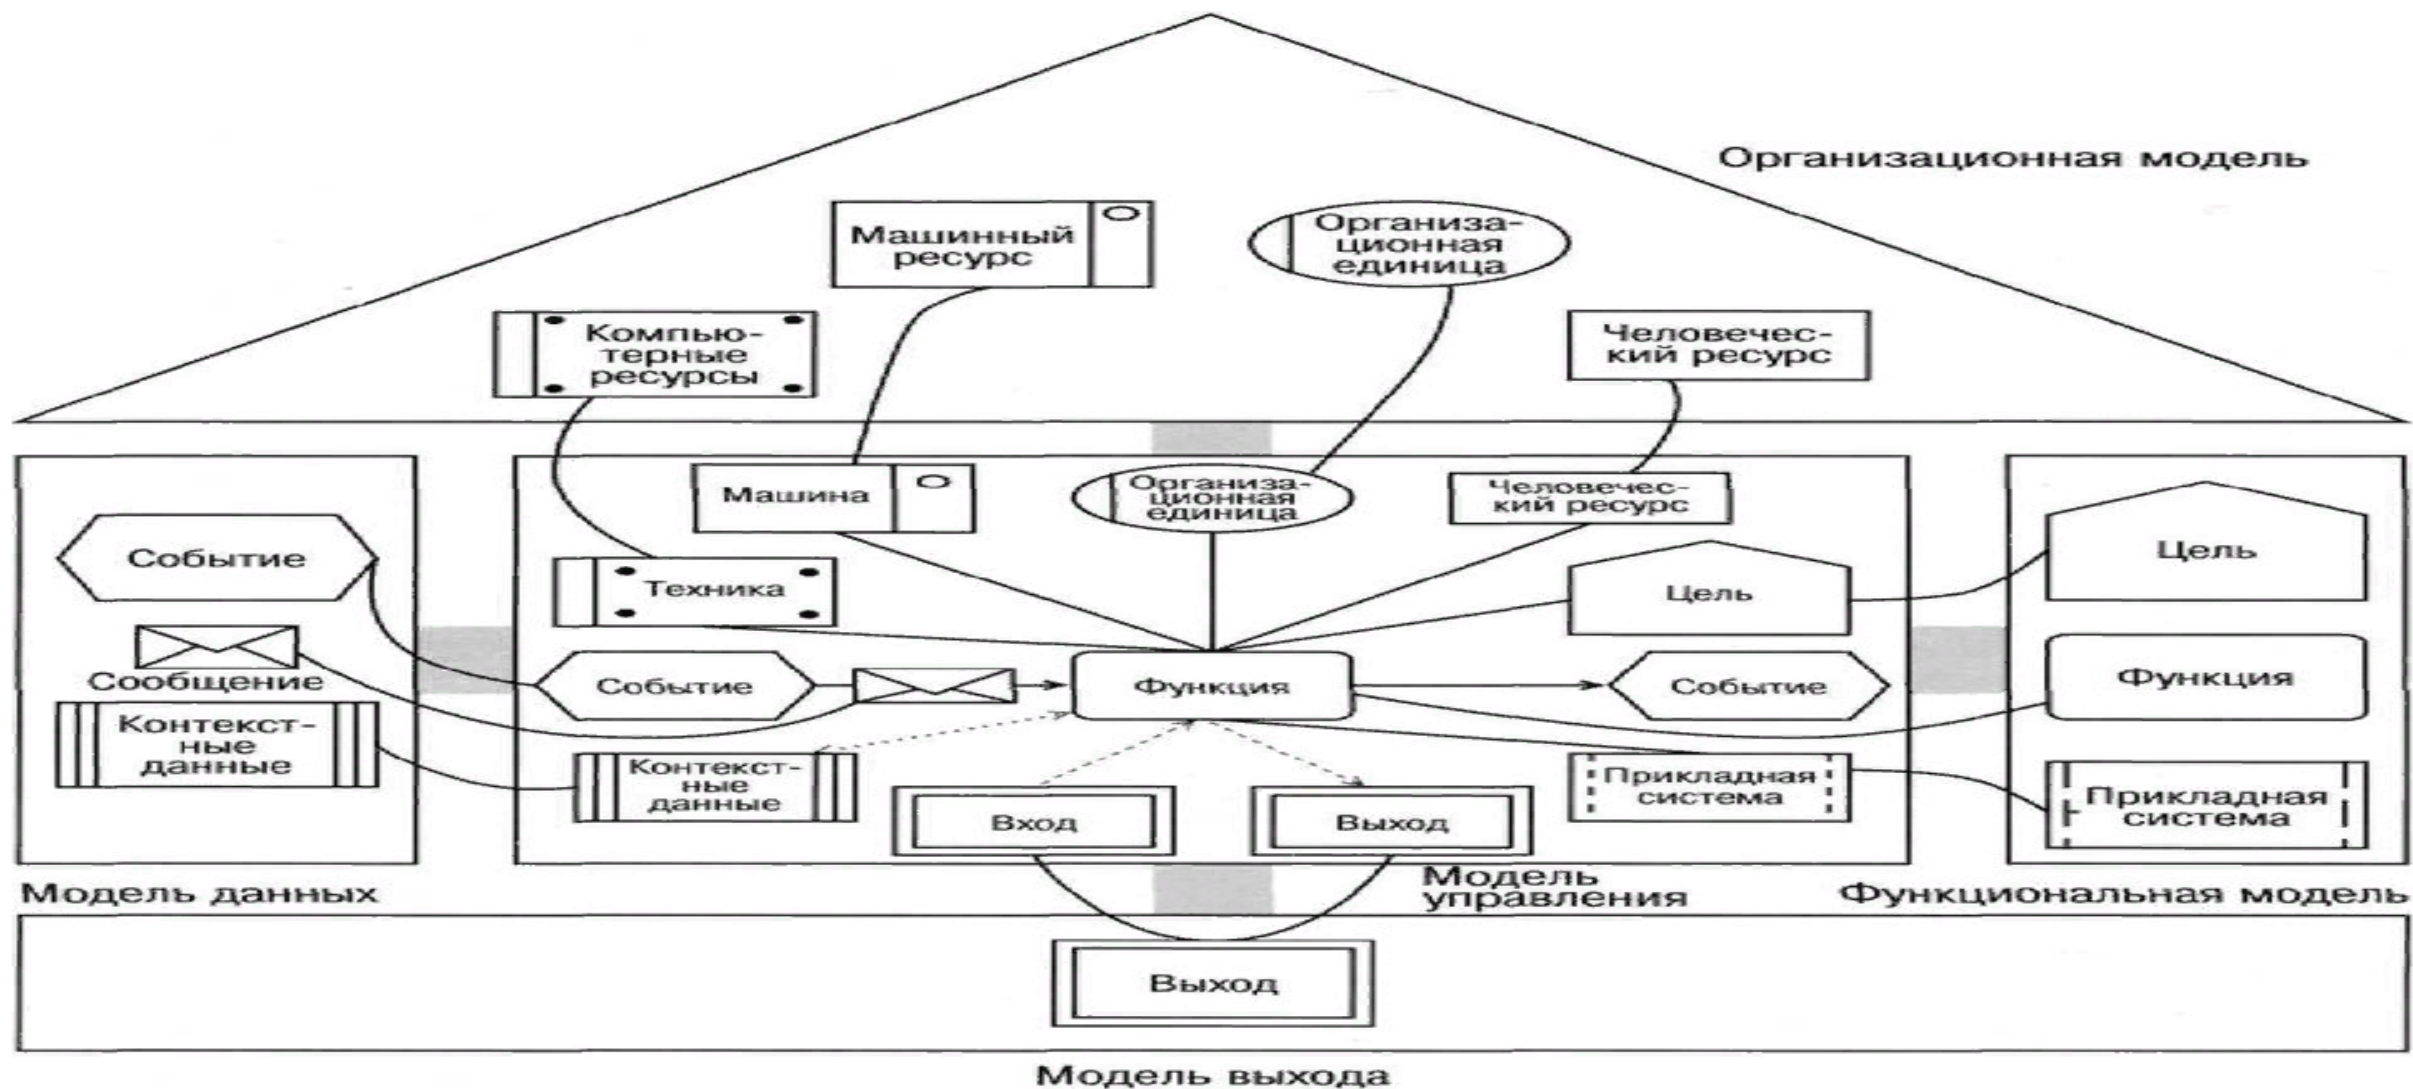 Организационная модель
Машинный
ресурс
Организа-
ционная
единица
Компью-
терные
ресурсы
Человечес-
кий ресурс
Событие
Сообщение
Контекст-
ные
данные
Машина
Организа-
ционная
единица
Человечес-
кий ресурс
Техника
Цель
Событие
Функция
Событие
Контекст-
ные
данные
Вход
Выход
Прикладная
система
Цель
Функция
Прикладная
система
Модель данных
Модель
управления
Функциональная модель
Выход
Модель выхода